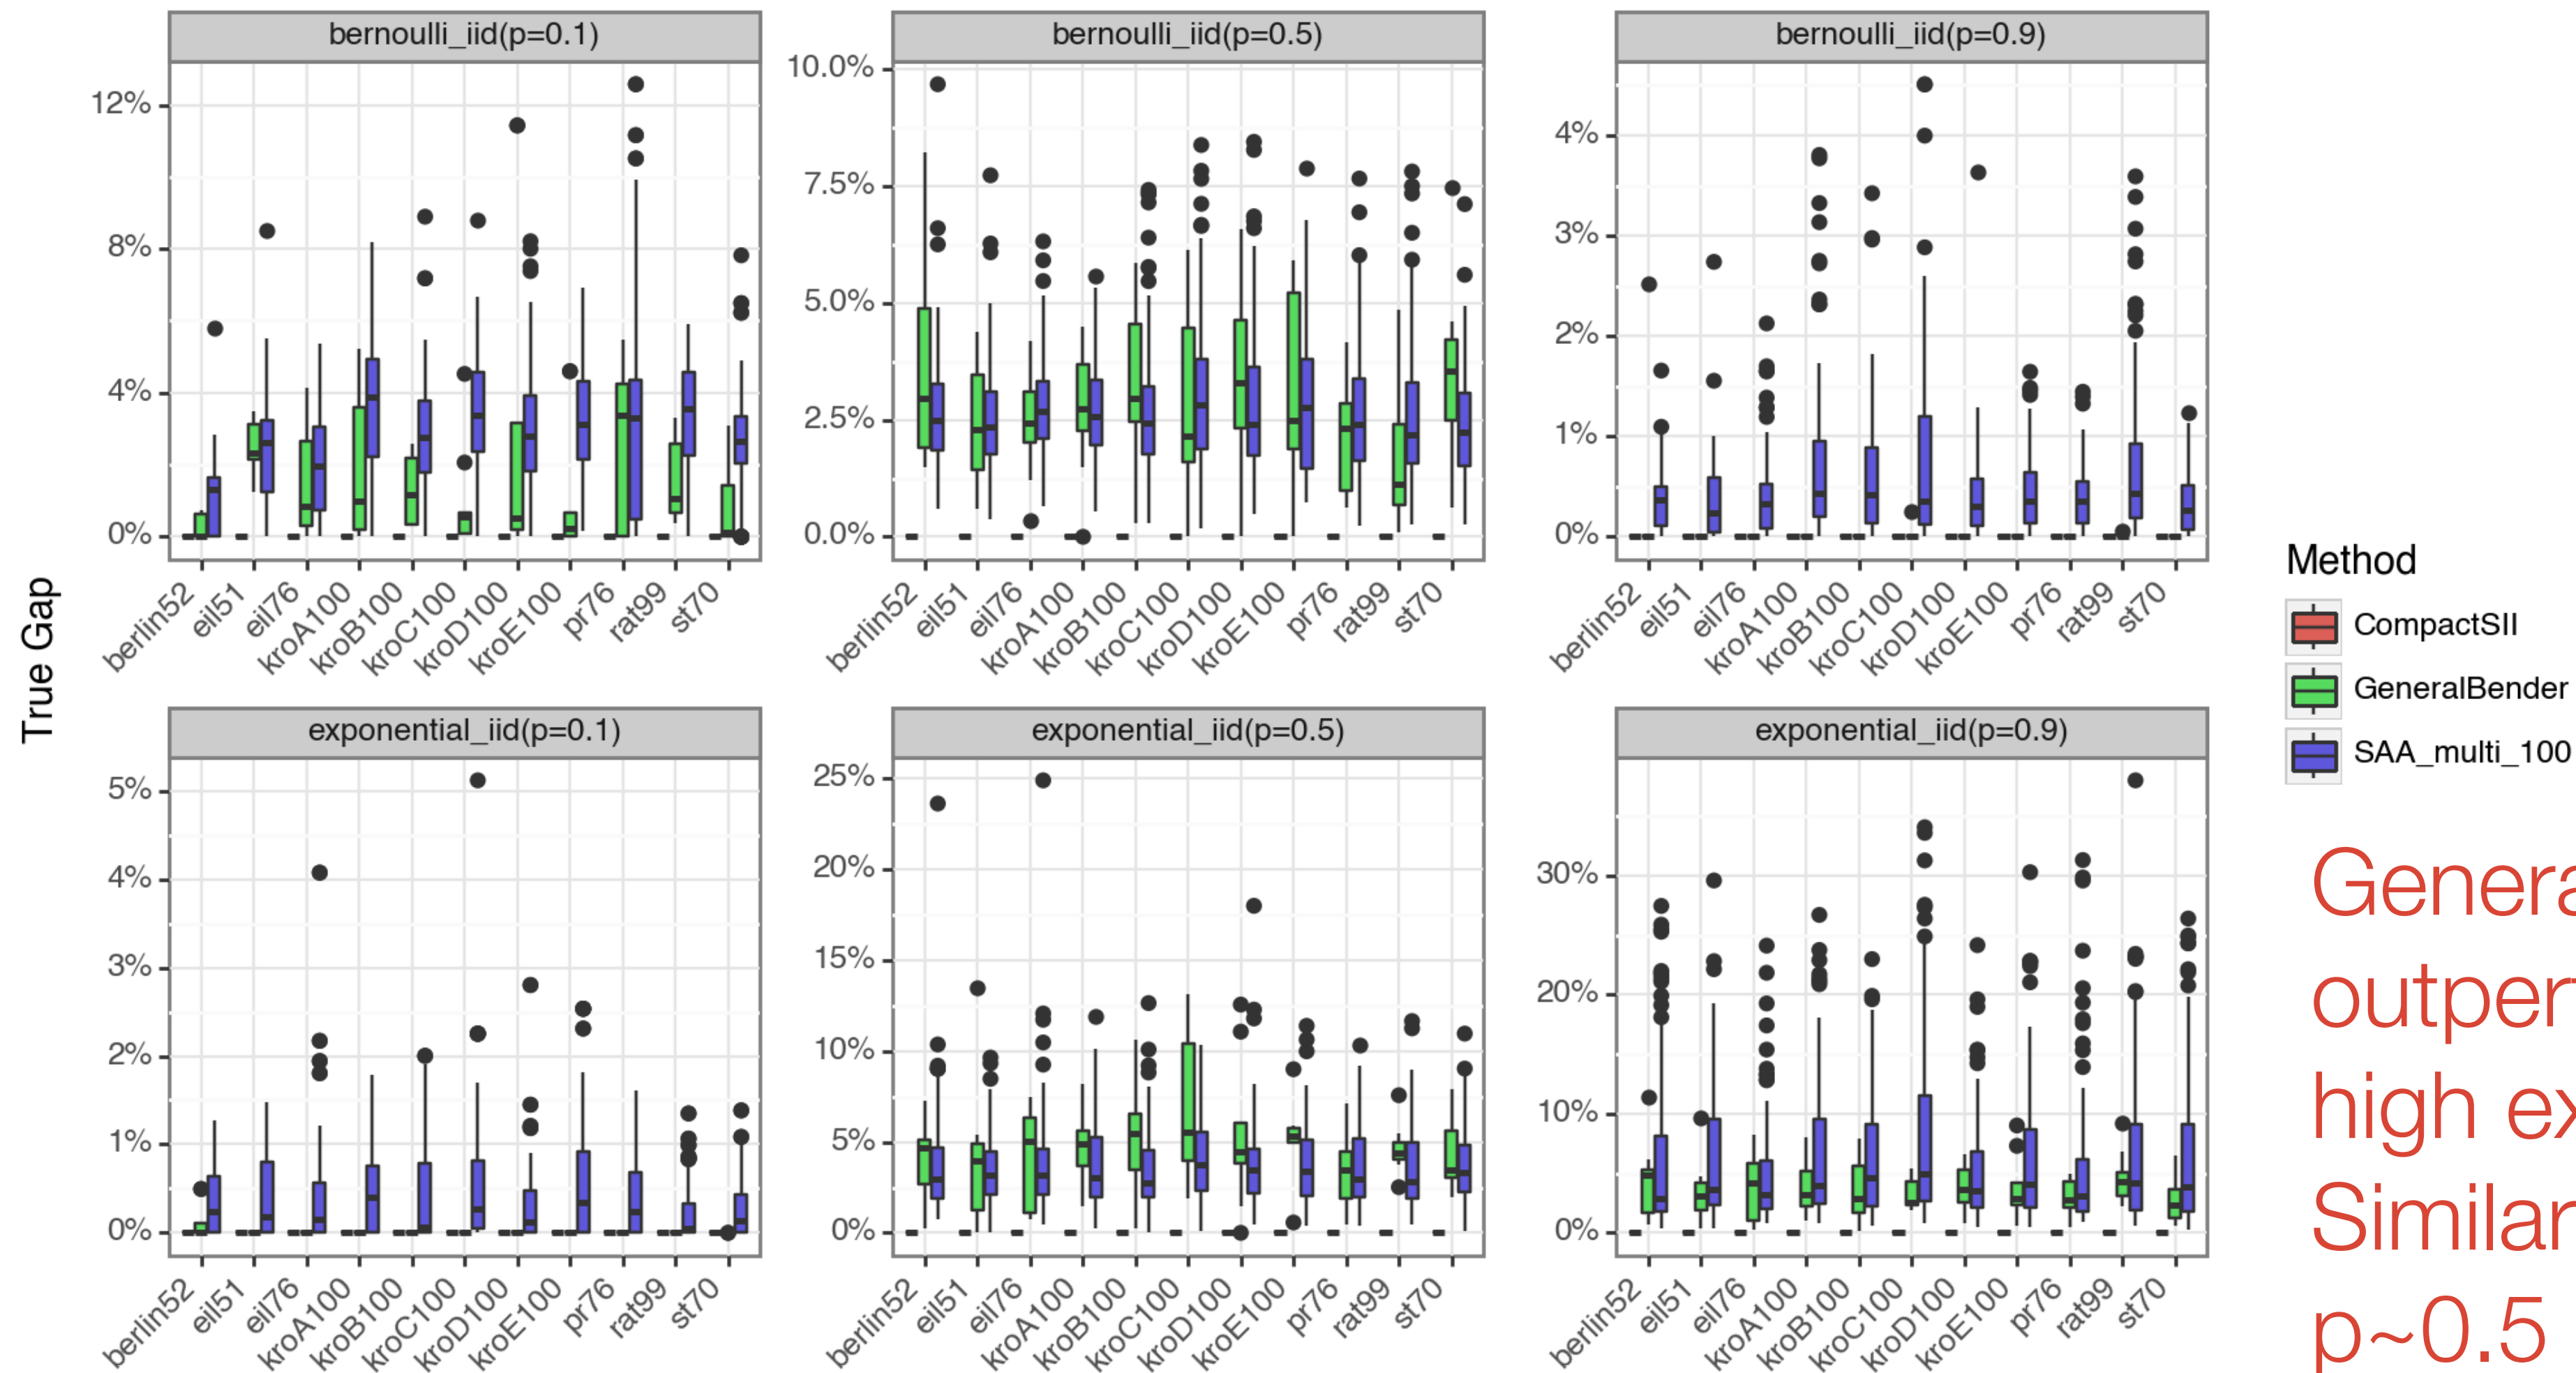 bernoulli_iid(p=0.1)
bernoulli_iid(p=0.5)
bernoulli_iid(p=0.9)
12%
8%
4%
0%
10.0%
7.5%
5.0%
2.5%
0.0%
4%
3%
2%
1%
0%
berlin52
eil51
eil76
kroA100
kroB100
kroC100
kroD100
kroE100
pr76
rat99
st70
berlin52
eil51
eil76
kroA100
kroB100
kroC100
kroD100
kroE100
pr76
rat99
st70
berlin52
eil51
eil76
kroA100
kroB100
kroC100
kroD100
kroE100
pr76
rat99
st70
True Gap
exponential_iid(p=0.1)
exponential_iid(p=0.5)
exponential_iid(p=0.9)
5%
4%
3%
2%
1%
0%
25%
20%
15%
10%
5%
0%
30%
20%
10%
0%
berlin52
eil51
eil76
kroA100
kroB100
kroC100
kroD100
kroE100
pr76
rat99
st70
berlin52
eil51
eil76
kroA100
kroB100
kroC100
kroD100
kroE100
pr76
rat99
st70
berlin52
eil51
eil76
kroA100
kroB100
kroC100
kroD100
kroE100
pr76
rat99
st70
Method
CompactSII
GeneralBender
SAA_multi_100
high
Similar
p~0.5